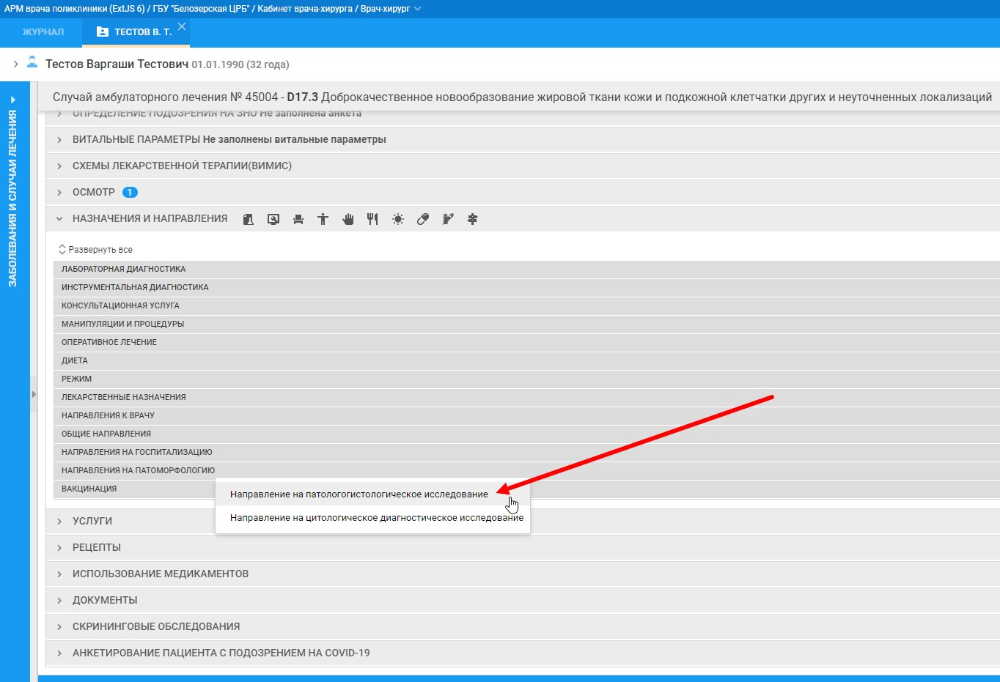 АРМ врача поликлиники (ExtJS 6) / ГБУ "Белозерская ЦРБ" / Кабинет врача-хирурга / Врач-хирург
ЖУРНАЛ
ТЕСТОВ В. Т.
Тестов Варгаши Тестович 01.01.1990 (32 года)
ЗАБОЛЕВАНИЯ И СЛУЧАИ ЛЕЧЕНИЯ
Случай амбулаторного лечения № 45004 - D17.3 Доброкачественное новообразование жировой ткани кожи и подкожной клетчатки других и неуточненных локализаций
ОПРЕДЕЛЕНИЕ ПОДОЗРЕНИЯ НА ЗНО Не заполнена анкета
ВИТАЛЬНЫЕ ПАРАМЕТРЫ Не заполнены витальные параметры
СХЕМЫ ЛЕКАРСТВЕННОЙ ТЕРАПИИ(ВИМИС)
ОСМОТР 1
НАЗНАЧЕНИЯ И НАПРАВЛЕНИЯ
Развернуть все
ЛАБОРАТОРНАЯ ДИАГНОСТИКА
ИНСТРУМЕНТАЛЬНАЯ ДИАГНОСТИКА
КОНСУЛЬТАЦИОННАЯ УСЛУГА
МАНИПУЛЯЦИИ И ПРОЦЕДУРЫ
ОПЕРАТИВНОЕ ЛЕЧЕНИЕ
ДИЕТА
РЕЖИМ
ЛЕКАРСТВЕННЫЕ НАЗНАЧЕНИЯ
НАПРАВЛЕНИЯ К ВРАЧУ
ОБЩИЕ НАПРАВЛЕНИЯ
НАПРАВЛЕНИЯ НА ГОСПИТАЛИЗАЦИЮ
НАПРАВЛЕНИЯ НА ПАТОМОРФОЛОГИЮ
ВАКЦИНАЦИЯ
Направление на патологогистологическое исследование
Направление на цитологическое диагностическое исследование
УСЛУГИ
РЕЦЕПТЫ
ИСПОЛЬЗОВАНИЕ МЕДИКАМЕНТОВ
ДОКУМЕНТЫ
СКРИНИНГОВЫЕ ОБСЛЕДОВАНИЯ
АНКЕТИРОВАНИЕ ПАЦИЕНТА С ПОДОЗРЕНИЕМ НА COVID-19